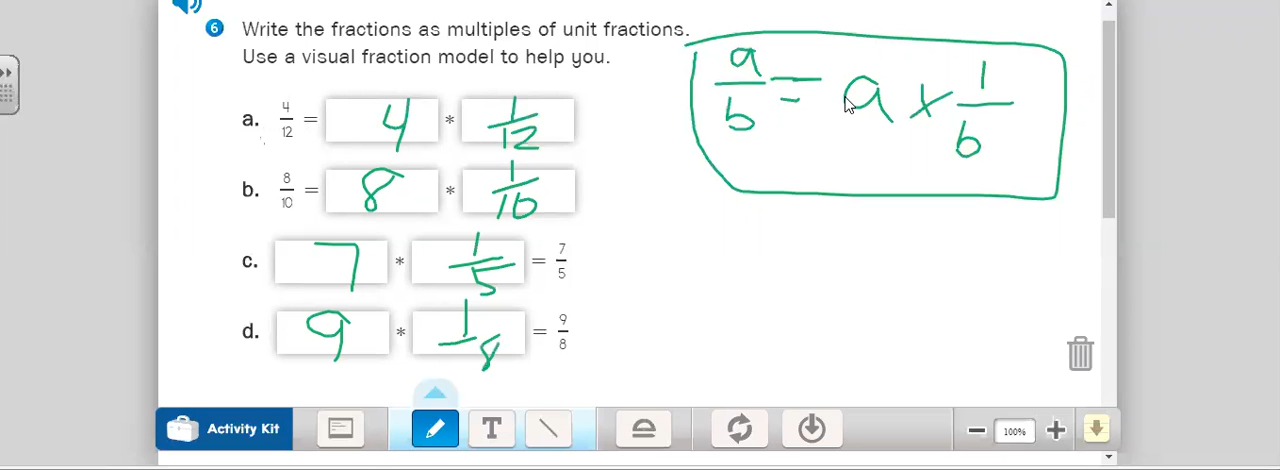 6 Write the fractions as multiples of unit fractions.
Use a visual fraction model to help you.
a/b = a × 1/b
a. 4/12 = 4 * 1/12
b. 8/10 = 8 * 1/10
c. 7 * 1/5 = 7/5
d. 9 * 1/8 = 9/8
Activity Kit
T
100%